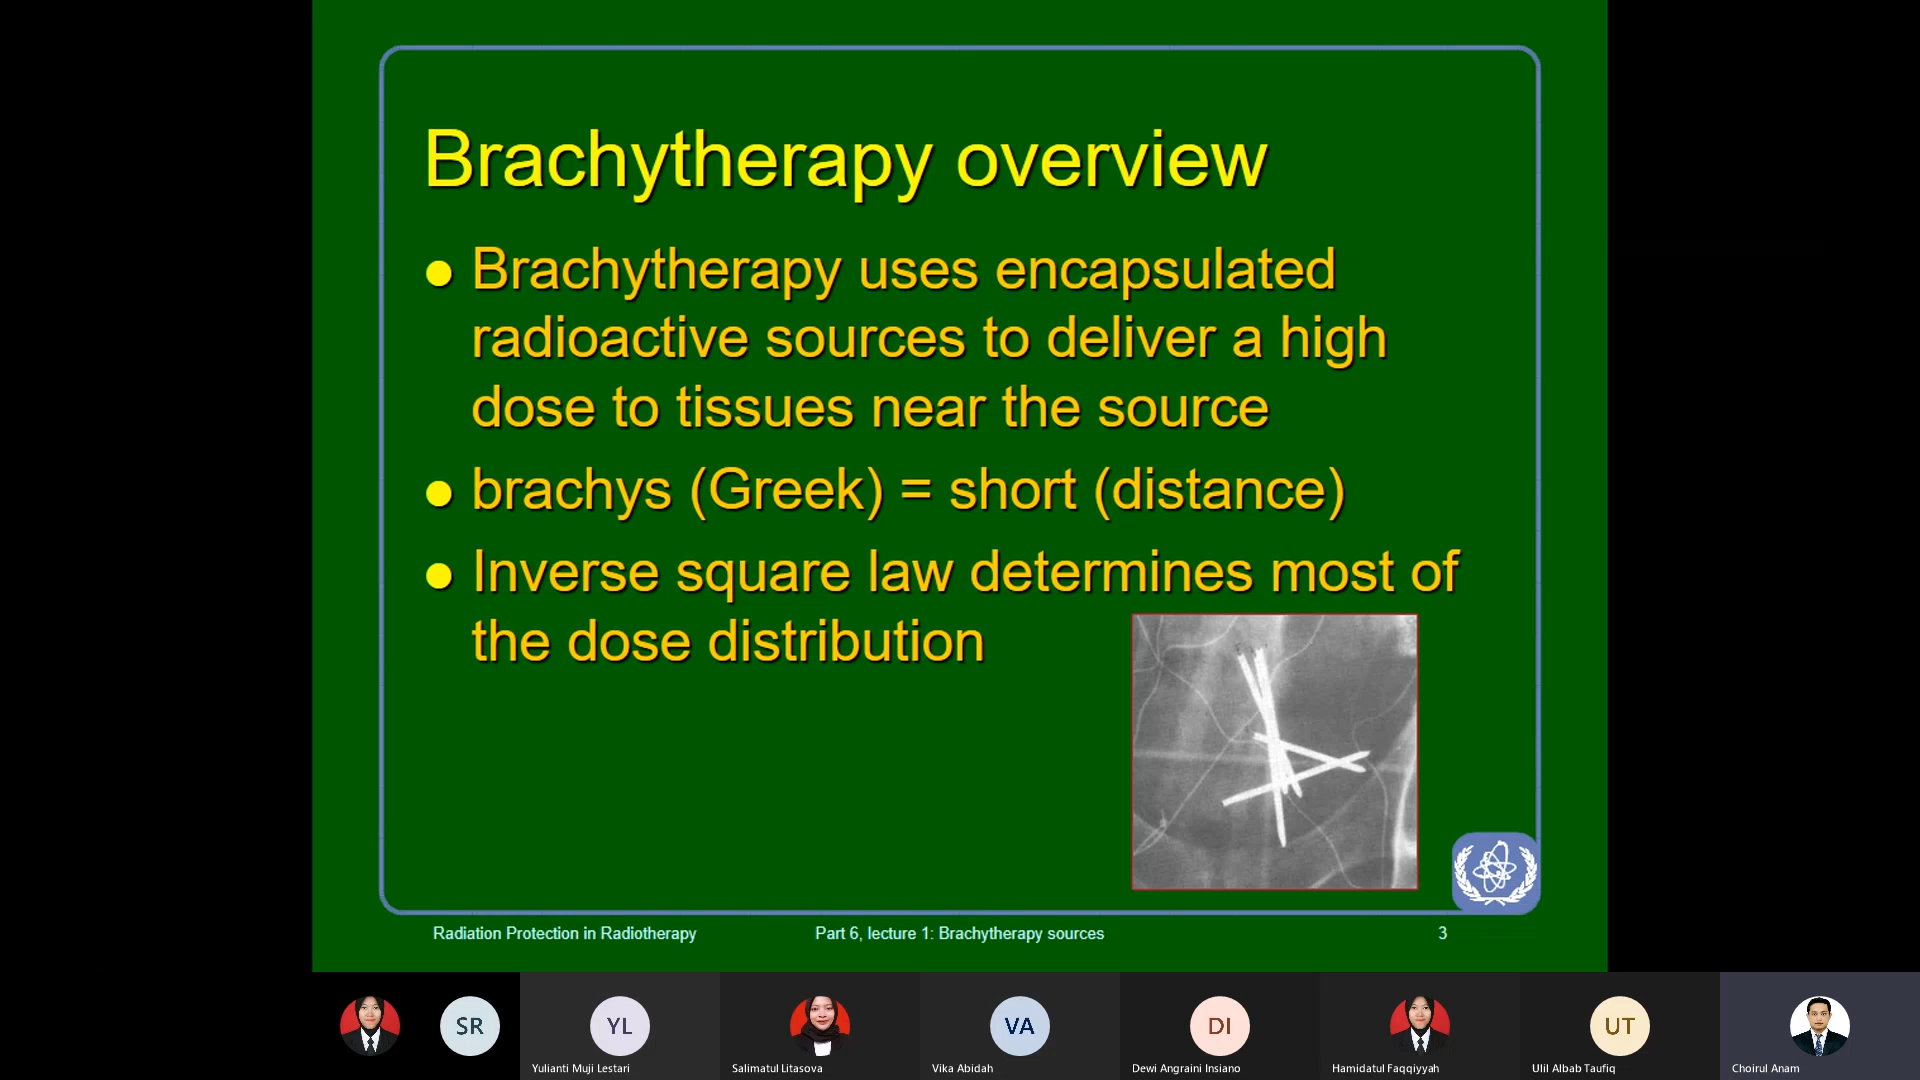 Brachytherapy overview
Brachytherapy uses encapsulated
radioactive sources to deliver a high
dose to tissues near the source
brachys (Greek) = short (distance)
Inverse square law determines most of
the dose distribution
Radiation Protection in Radiotherapy
Part 6, lecture 1: Brachytherapy sources
3
SR
YL
VA
DI
UT
Yulianti Muji Lestari
Salimatul Litasova
Vika Abidah
Dewi Angraini Insiano
Hamidatul Faqqiyyah
Ulil Albab Taufiq
Choirul Anam